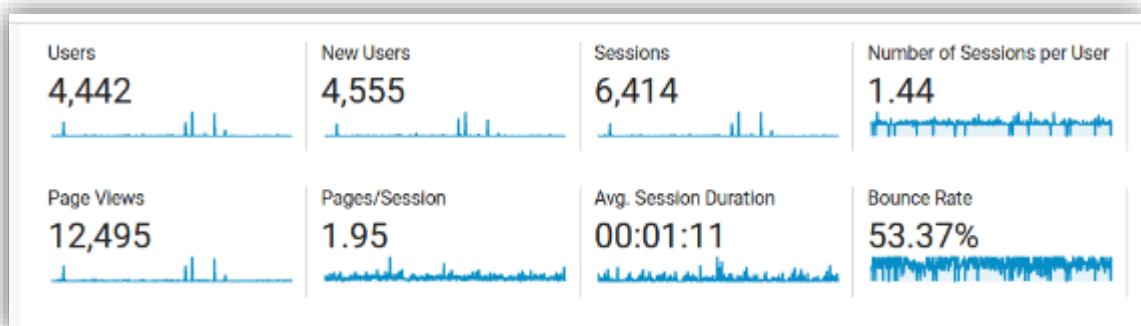 Users
4,442
New Users
4,555
Sessions
6,414
Number of Sessions per User
1.44
Page Views
12,495
Pages/Session
1.95
Avg. Session Duration
00:01:11
Bounce Rate
53.37%